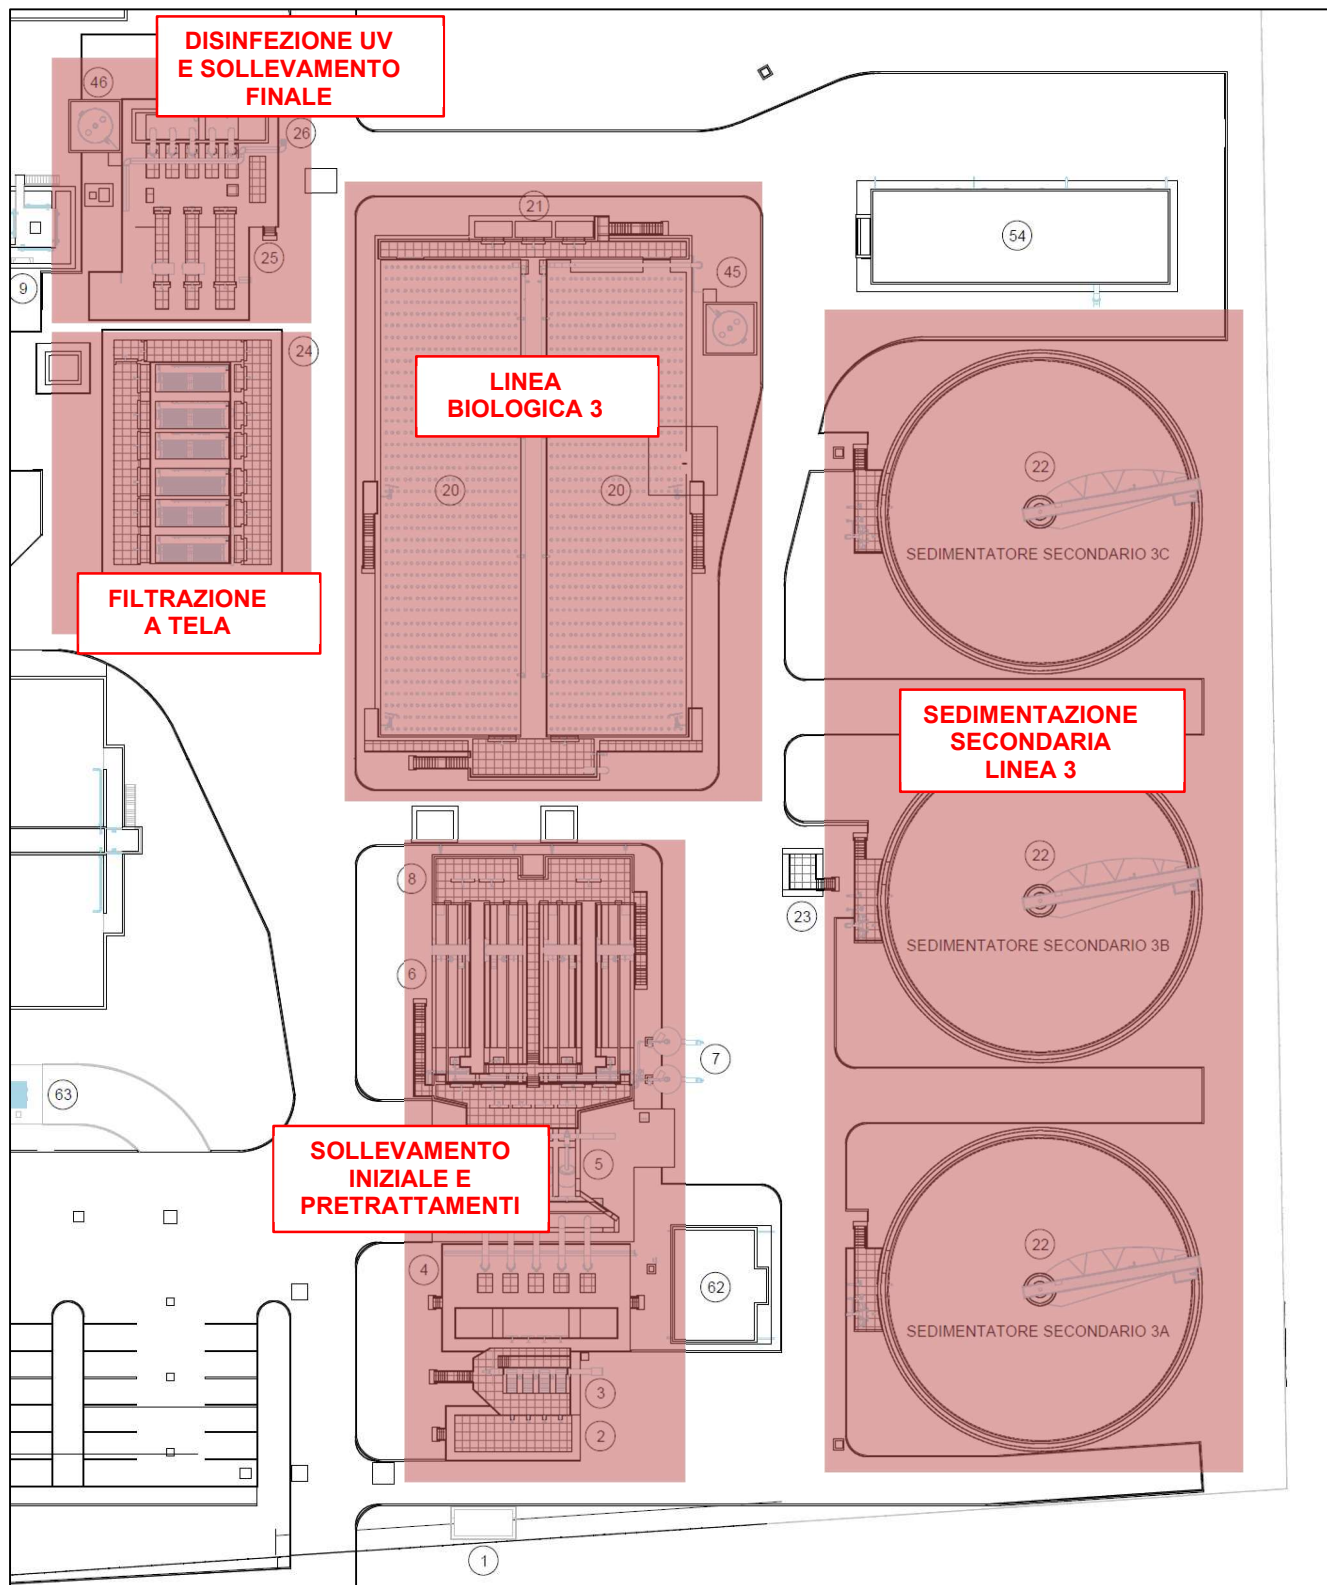 DISINFEZIONE UV
E SOLLEVAMENTO
FINALE
46
26
25
9
24
21
45
54
LINEA
BIOLOGICA 3
20
20
22
SEDIMENTATORE SECONDARIO 3C
FILTRAZIONE
A TELA
SEDIMENTAZIONE
SECONDARIA
LINEA 3
8
22
23
SEDIMENTATORE SECONDARIO 3B
6
7
63
SOLLEVAMENTO
INIZIALE E
PRETRATTAMENTI
5
4
62
22
SEDIMENTATORE SECONDARIO 3A
3
2
1